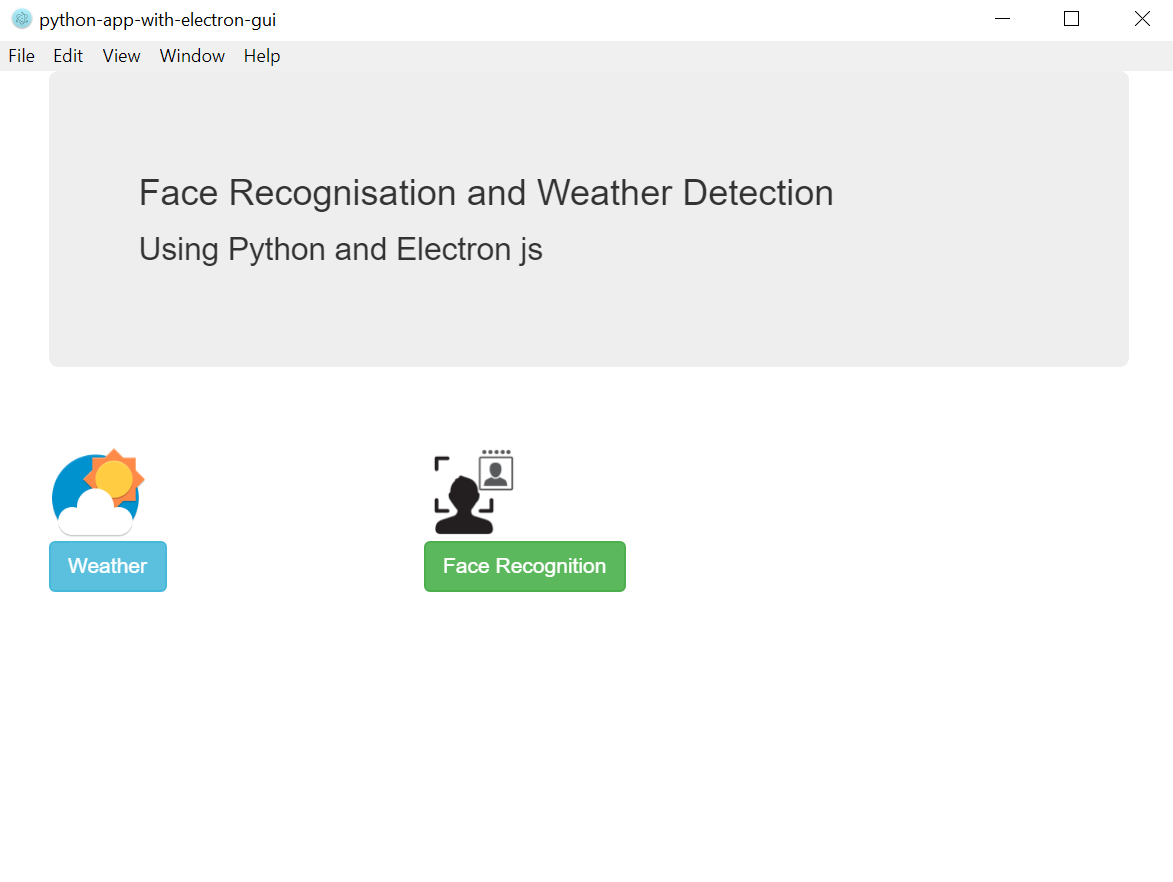 python-app-with-electron-gui
File Edit View Window Help
Face Recognisation and Weather Detection
Using Python and Electron js
Weather Face Recognition